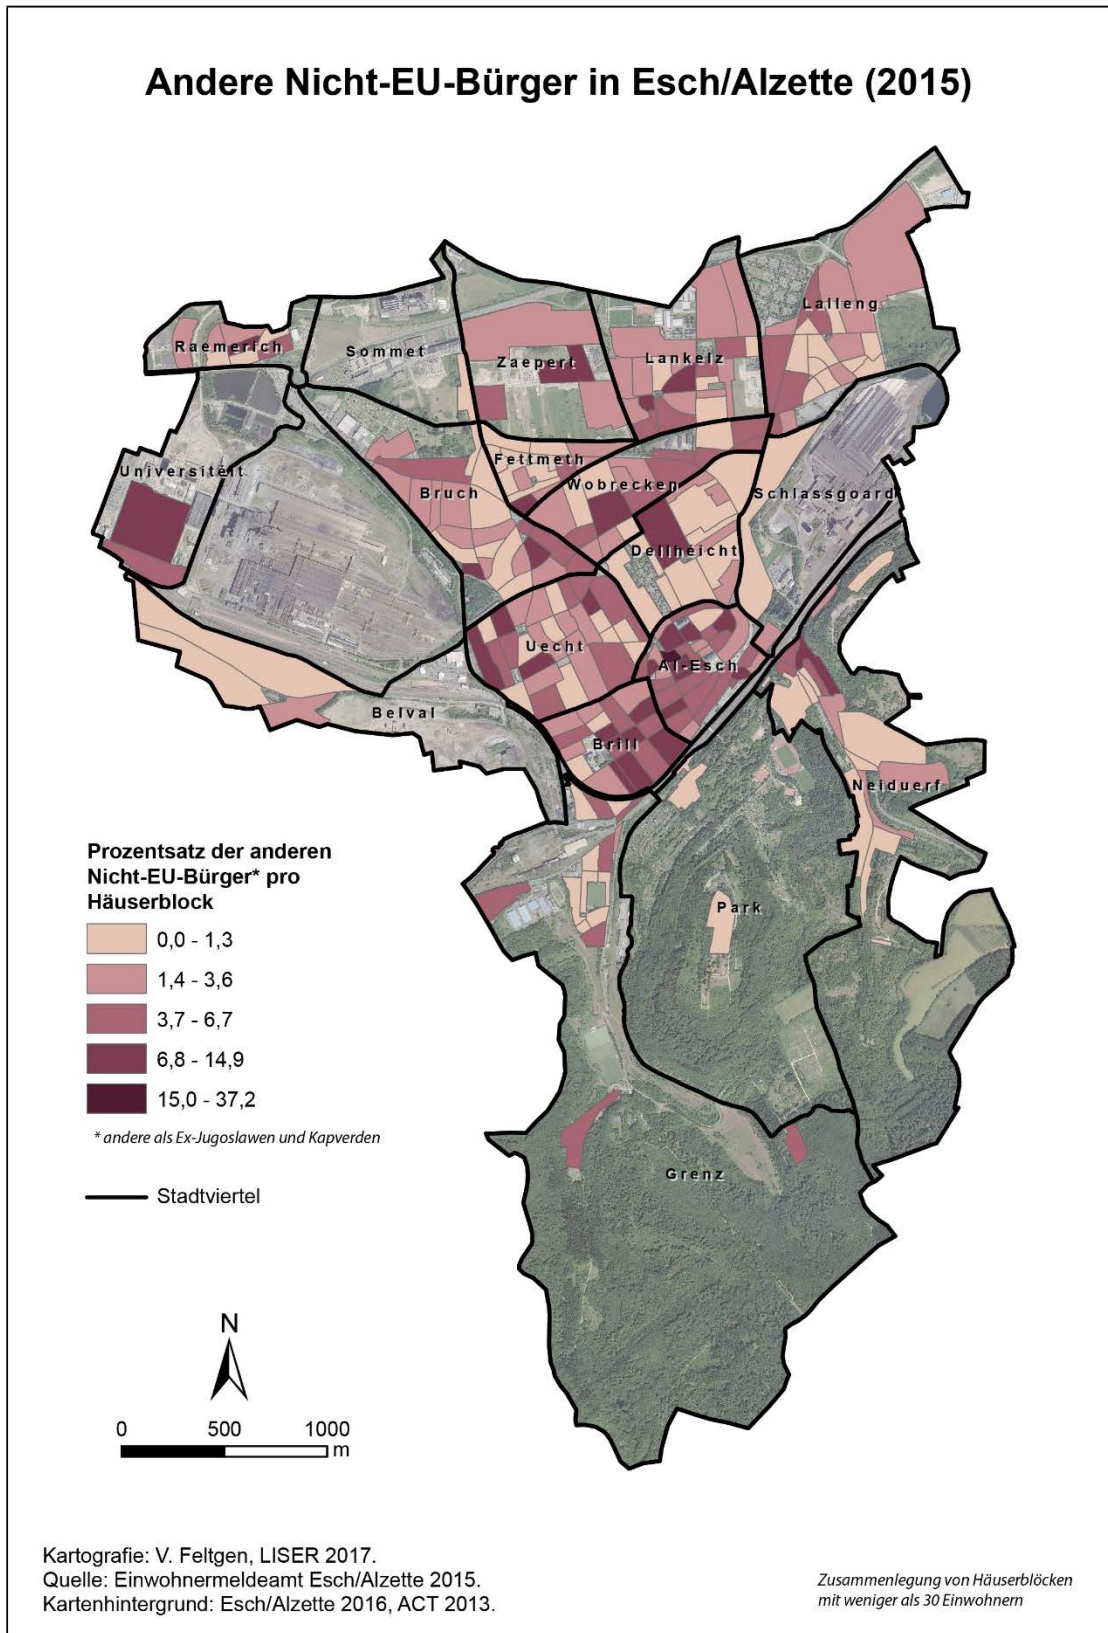 Andere Nicht-EU-Bürger in Esch/Alzette (2015)
Lalleng
Raemerich
Sommet
Zaepert
Lankelz
Fettmeth
Universitéit
Bruch
Wobrecken
Schlassgoard
Dellhéicht
Uecht
Al-Esch
Belval
Brill
Neiduerf
Park
Grenz
Prozentsatz der anderen
Nicht-EU-Bürger* pro
Häuserblock
0,0 - 1,3
1,4 - 3,6
3,7 - 6,7
6,8 - 14,9
15,0 - 37,2
* andere als Ex-Jugoslawen und Kapverden
Stadtviertel
N
0 500 1000
m
Kartografie: V. Feltgen, LISER 2017.
Quelle: Einwohnermeldeamt Esch/Alzette 2015.
Kartenhintergrund: Esch/Alzette 2016, ACT 2013.
Zusammenlegung von Häuserblöcken
mit weniger als 30 Einwohnern